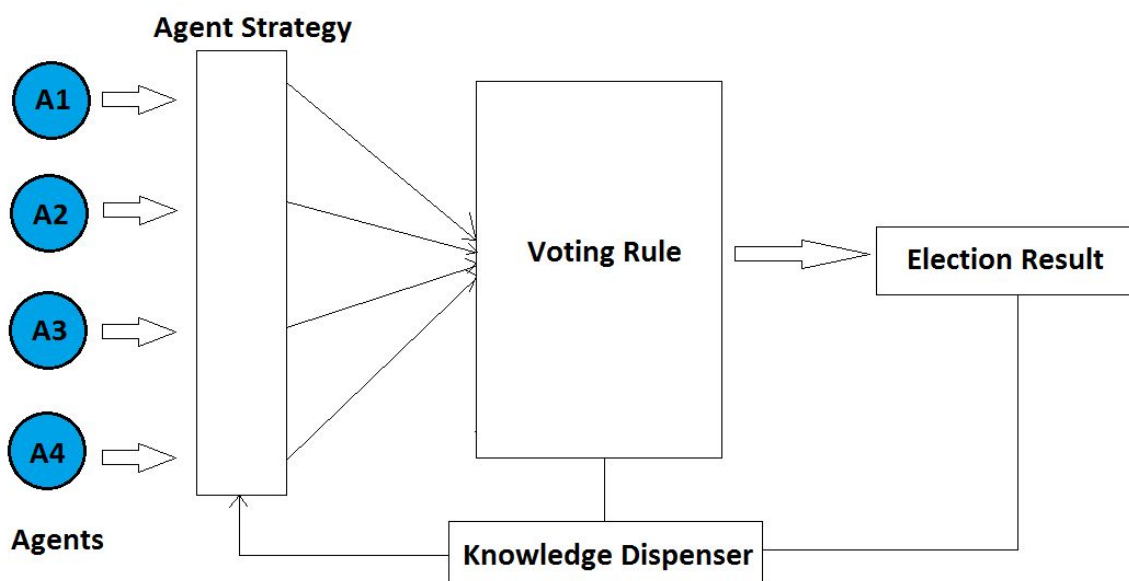 Agent Strategy
A1
A2
Voting Rule
Election Result
A3
A4
Agents
Knowledge Dispenser